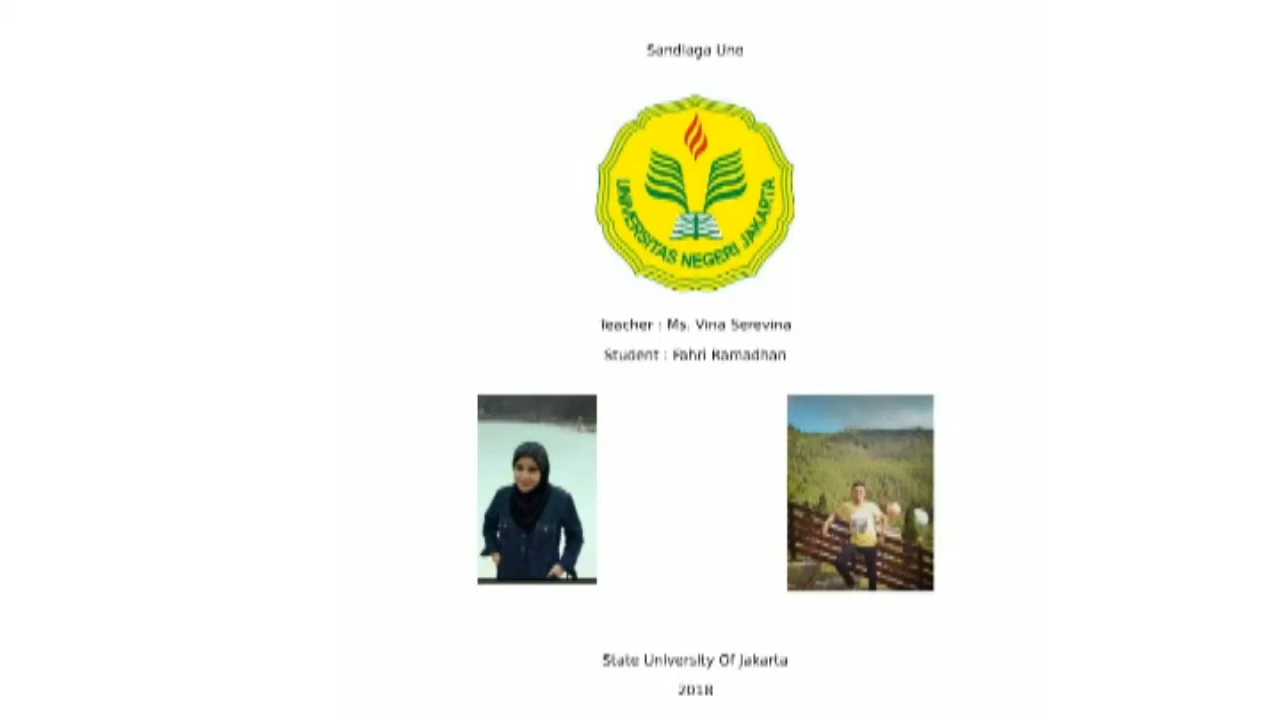 Sandiaga Uno
UNIVERSITAS NEGERI JAKARTA
Teacher : Ms. Vina Serevina
Student : Fahri Ramadhan
State University Of Jakarta
2018